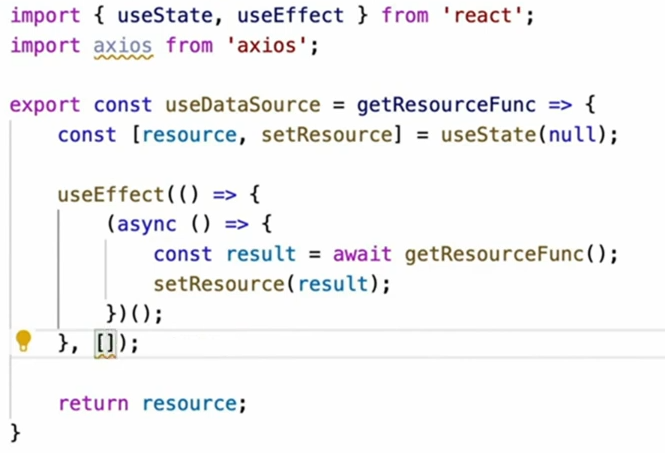 import { useState, useEffect } from 'react';
import axios from 'axios';
export const useDataSource = getResourceFunc => {
const [resource, setResource] = useState(null);
useEffect(() => {
(async () => {
const result = await getResourceFunc();
setResource(result);
})();
}, []);
return resource;
}